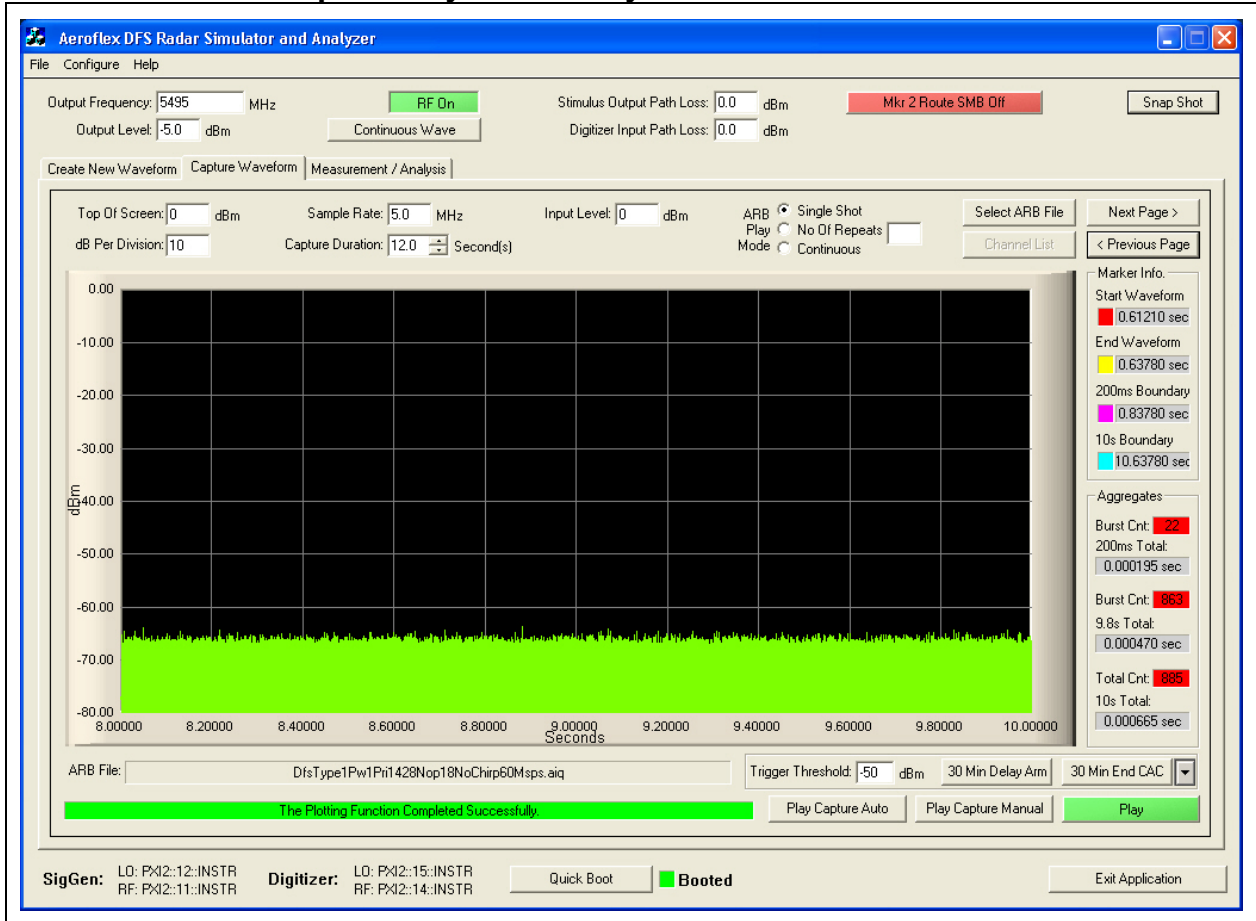 Aeroflex DFS Radar Simulator and Analyzer
File Configure Help
Output Frequency: 5495 MHz
RF On
Stimulus Output Path Loss: 0.0 dBm
Mkr 2 Route SMB Off
Snap Shot
Output Level: -5.0 dBm
Continuous Wave
Digitizer Input Path Loss: 0.0 dBm
Create New Waveform
Capture Waveform
Measurement / Analysis
Top Of Screen: 0 dBm
Sample Rate: 5.0 MHz
Input Level: 0 dBm
ARB Play Mode
Single Shot
No Of Repeats
Continuous
Select ARB File
Next Page >
dB Per Division: 10
Capture Duration: 12.0 Second(s)
Channel List
< Previous Page
0.00
-10.00
-20.00
-30.00
-40.00
-50.00
-60.00
-70.00
-80.00
dBm
8.00000 8.20000 8.40000 8.60000 8.80000 9.00000 9.20000 9.40000 9.60000 9.80000 10.00000
Seconds
Marker Info.
Start Waveform
0.61210 sec
End Waveform
0.63780 sec
200ms Boundary
0.83780 sec
10s Boundary
10.63780 sec
Aggregates
Burst Cnt: 22
200ms Total:
0.000195 sec
Burst Cnt: 863
9.8s Total:
0.000470 sec
Total Cnt: 885
10s Total:
0.000665 sec
ARB File: DfsType1Pw1Pri1428Nop18NoChirp60Msps.aiq
Trigger Threshold: -50 dBm
30 Min Delay Arm
30 Min End CAC
The Plotting Function Completed Successfully.
Play Capture Auto
Play Capture Manual
Play
SigGen: LO: PXI2::12::INSTR
RF: PXI2::11::INSTR
Digitizer: LO: PXI2::15::INSTR
RF: PXI2::14::INSTR
Quick Boot
Booted
Exit Application